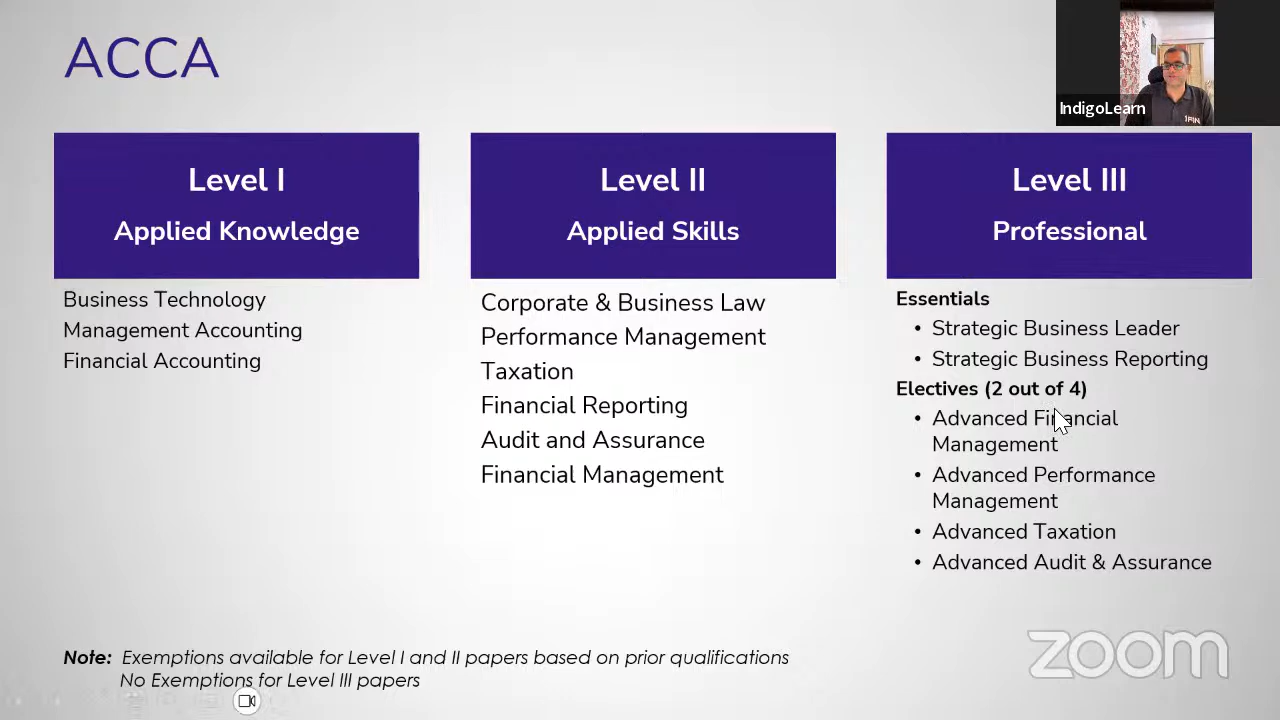 ACCA
IndigoLearn
1FIN
Level I
Applied Knowledge
Business Technology
Management Accounting
Financial Accounting
Level II
Applied Skills
Corporate & Business Law
Performance Management
Taxation
Financial Reporting
Audit and Assurance
Financial Management
Level III
Professional
Essentials
• Strategic Business Leader
• Strategic Business Reporting
Electives (2 out of 4)
• Advanced Financial
Management
• Advanced Performance
Management
• Advanced Taxation
• Advanced Audit & Assurance
Note: Exemptions available for Level I and II papers based on prior qualifications
No Exemptions for Level III papers
zoom